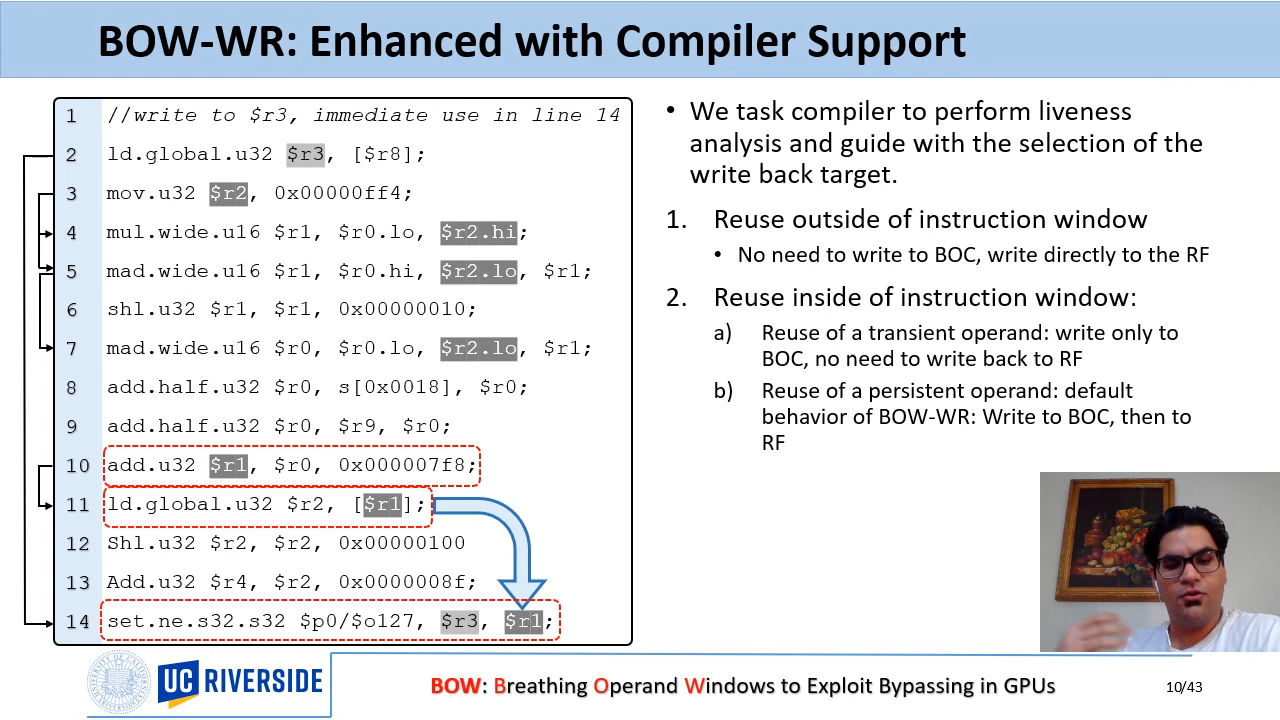 BOW-WR: Enhanced with Compiler Support
1 //write to $r3, immediate use in line 14
2 ld.global.u32 $r3, [$r8];
3 mov.u32 $r2, 0x00000ff4;
4 mul.wide.u16 $r1, $r0.lo, $r2.hi;
5 mad.wide.u16 $r1, $r0.hi, $r2.lo, $r1;
6 shl.u32 $r1, $r1, 0x00000010;
7 mad.wide.u16 $r0, $r0.lo, $r2.lo, $r1;
8 add.half.u32 $r0, s[0x0018], $r0;
9 add.half.u32 $r0, $r9, $r0;
10 add.u32 $r1, $r0, 0x000007f8;
11 ld.global.u32 $r2, [$r1];
12 Shl.u32 $r2, $r2, 0x00000100
13 Add.u32 $r4, $r2, 0x0000008f;
14 set.ne.s32.s32 $p0/$o127, $r3, $r1;
• We task compiler to perform liveness
analysis and guide with the selection of the
write back target.
1. Reuse outside of instruction window
• No need to write to BOC, write directly to the RF
2. Reuse inside of instruction window:
a) Reuse of a transient operand: write only to
BOC, no need to write back to RF
b) Reuse of a persistent operand: default
behavior of BOW-WR: Write to BOC, then to
RF
UC RIVERSIDE
BOW: Breathing Operand Windows to Exploit Bypassing in GPUs
10/43